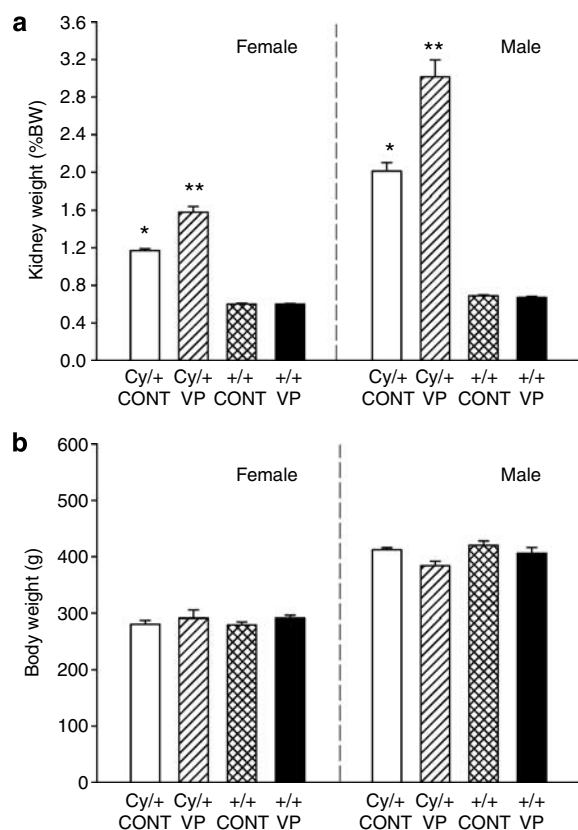 a
Female Male
Kidney weight (%BW)
3.6
3.2
2.8
2.4
2.0
1.6
1.2
0.8
0.4
0.0
* ** * **
Cy/+ Cy/+ +/+ +/+ Cy/+ Cy/+ +/+ +/+
CONT VP CONT VP CONT VP CONT VP
b
Female Male
Body weight (g)
600
500
400
300
200
100
0
Cy/+ Cy/+ +/+ +/+ Cy/+ Cy/+ +/+ +/+
CONT VP CONT VP CONT VP CONT VP